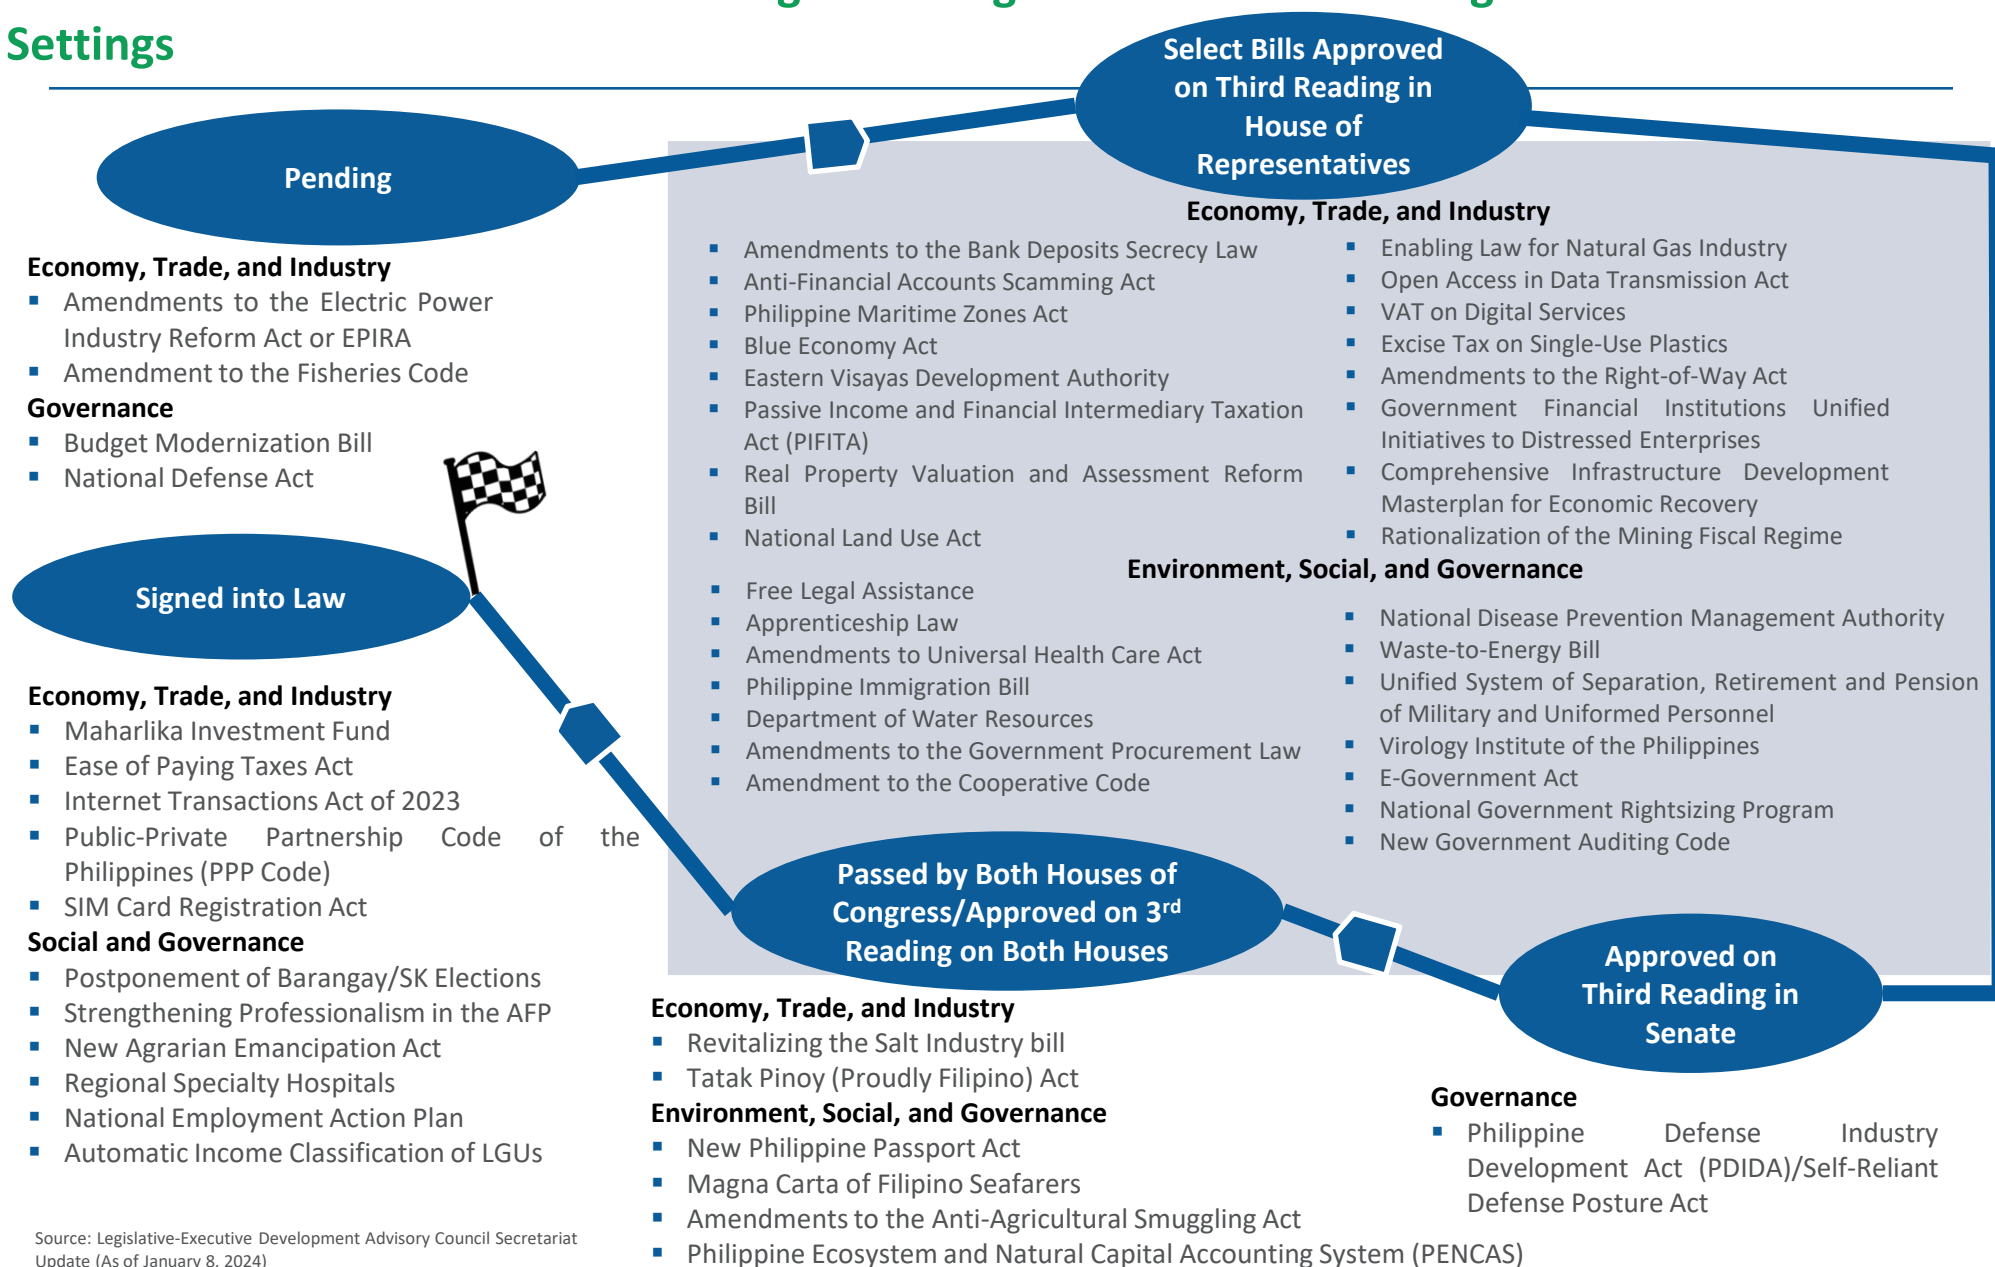 Settings
Select Bills Approved
on Third Reading in
House of
Representatives
Pending
Economy, Trade, and Industry
Amendments to the Electric Power
Industry Reform Act or EPIRA
Amendment to the Fisheries Code
Governance
Budget Modernization Bill
National Defense Act
Economy, Trade, and Industry
Amendments to the Bank Deposits Secrecy Law
Anti-Financial Accounts Scamming Act
Philippine Maritime Zones Act
Blue Economy Act
Eastern Visayas Development Authority
Passive Income and Financial Intermediary Taxation
Act (PIFITA)
Real Property Valuation and Assessment Reform
Bill
National Land Use Act
Enabling Law for Natural Gas Industry
Open Access in Data Transmission Act
VAT on Digital Services
Excise Tax on Single-Use Plastics
Amendments to the Right-of-Way Act
Government Financial Institutions Unified
Initiatives to Distressed Enterprises
Comprehensive Infrastructure Development
Masterplan for Economic Recovery
Rationalization of the Mining Fiscal Regime
Environment, Social, and Governance
Free Legal Assistance
Apprenticeship Law
Amendments to Universal Health Care Act
Philippine Immigration Bill
Department of Water Resources
Amendments to the Government Procurement Law
Amendment to the Cooperative Code
National Disease Prevention Management Authority
Waste-to-Energy Bill
Unified System of Separation, Retirement and Pension
of Military and Uniformed Personnel
Virology Institute of the Philippines
E-Government Act
National Government Rightsizing Program
New Government Auditing Code
Signed into Law
Economy, Trade, and Industry
Maharlika Investment Fund
Ease of Paying Taxes Act
Internet Transactions Act of 2023
Public-Private Partnership Code of the
Philippines (PPP Code)
SIM Card Registration Act
Social and Governance
Postponement of Barangay/SK Elections
Strengthening Professionalism in the AFP
New Agrarian Emancipation Act
Regional Specialty Hospitals
National Employment Action Plan
Automatic Income Classification of LGUs
Passed by Both Houses of
Congress/Approved on 3rd
Reading on Both Houses
Economy, Trade, and Industry
Revitalizing the Salt Industry bill
Tatak Pinoy (Proudly Filipino) Act
Environment, Social, and Governance
New Philippine Passport Act
Magna Carta of Filipino Seafarers
Amendments to the Anti-Agricultural Smuggling Act
Philippine Ecosystem and Natural Capital Accounting System (PENCAS)
Approved on
Third Reading in
Senate
Governance
Philippine Defense Industry
Development Act (PDIDA)/Self-Reliant
Defense Posture Act
Source: Legislative-Executive Development Advisory Council Secretariat
Update (As of January 8, 2024)